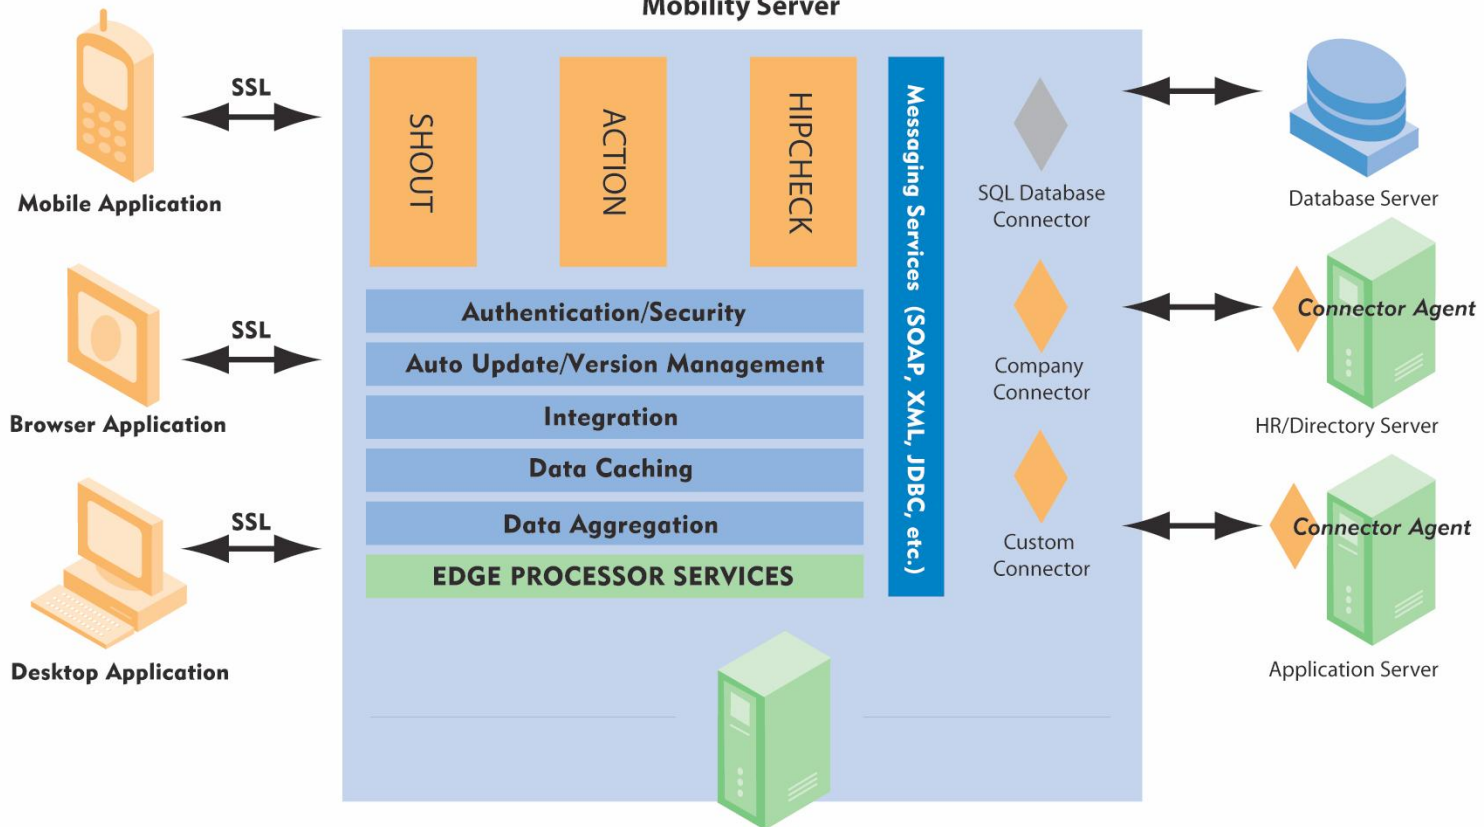 Mobility Server
SSL
Mobile Application
SSL
Browser Application
SSL
Desktop Application
SHOUT
ACTION
HIPCHECK
Authentication/Security
Auto Update/Version Management
Integration
Data Caching
Data Aggregation
EDGE PROCESSOR SERVICES
Messaging Services (SOAP, XML, JDBC, etc.)
SQL Database
Connector
Company
Connector
Custom
Connector
Database Server
Connector Agent
HR/Directory Server
Connector Agent
Application Server